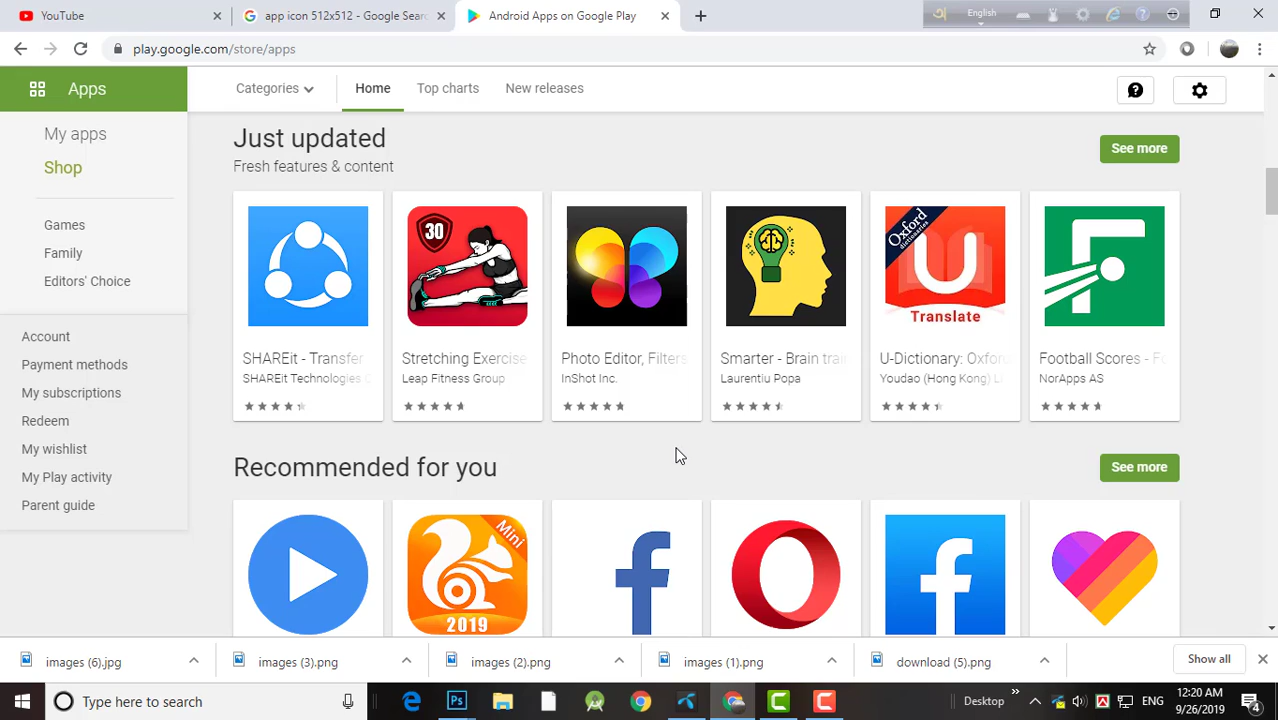 YouTube
app icon 512x512 - Google Sear
Android Apps on Google Play
English
play.google.com/store/apps
Apps
Categories
Home
Top charts
New releases
My apps
Shop
Games
Family
Editors' Choice
Account
Payment methods
My subscriptions
Redeem
My wishlist
My Play activity
Parent guide
Just updated
See more
Fresh features & content
30
Oxford
dictionaries
U
Translate
F
SHAREit - Transfer
Stretching Exercise
Photo Editor, Filters
Smarter - Brain trai
U-Dictionary: Oxfor
Football Scores - F
SHAREit Technologies
Leap Fitness Group
InShot Inc.
Laurentiu Popa
Youdao (Hong Kong) L
NorApps AS
Recommended for you
See more
Mini
2019
f
f
images (6).jpg
images (3).png
images (2).png
images (1).png
download (5).png
Show all
Type here to search
Ps
Desktop
ENG
12:20 AM
9/26/2019
4